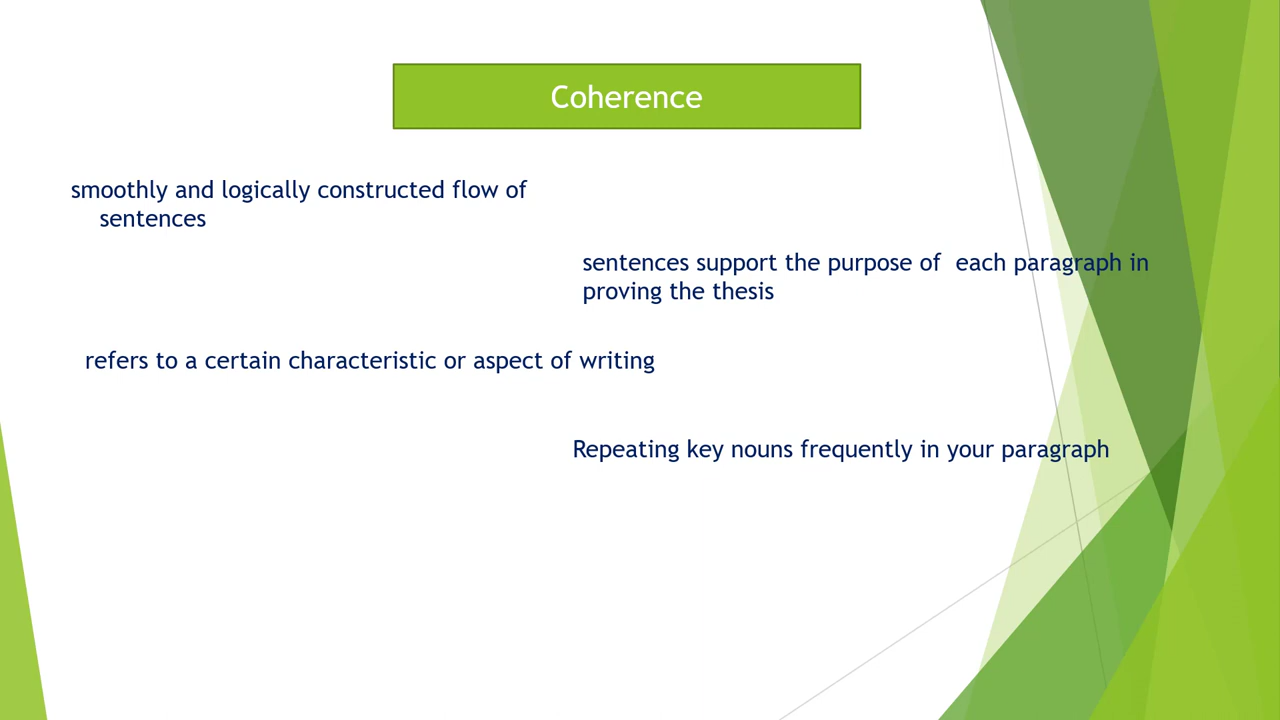 Coherence
smoothly and logically constructed flow of
sentences
sentences support the purpose of  each paragraph in
proving the thesis
refers to a certain characteristic or aspect of writing
Repeating key nouns frequently in your paragraph